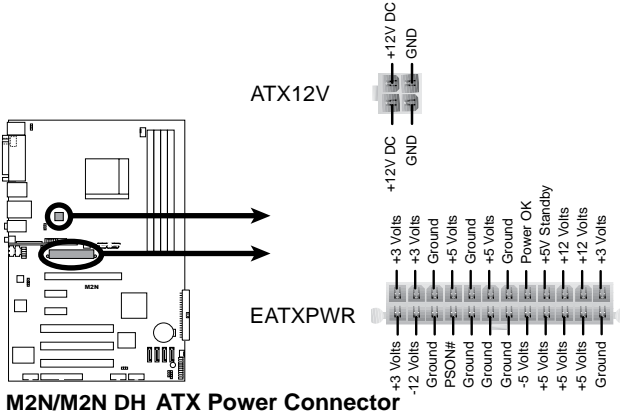 +12V DC
GND
ATX12V
+12V DC
GND
+3 Volts
+3 Volts
Ground
+5 Volts
Ground
+5 Volts
Ground
Power OK
+5V Standby
+12 Volts
+12 Volts
+3 Volts
M2N
EATXPWR
+3 Volts
-12 Volts
Ground
PSON#
Ground
Ground
Ground
-5 Volts
+5 Volts
+5 Volts
+5 Volts
Ground
M2N/M2N DH ATX Power Connector